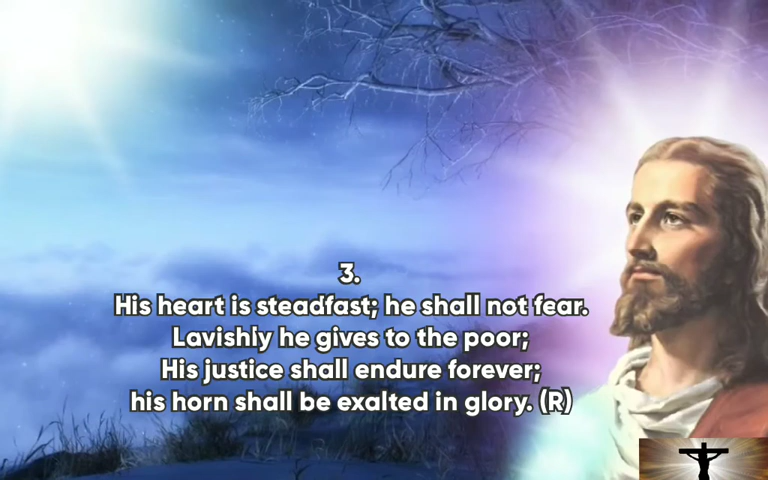 3.
His heart is steadfast; he shall not fear.
Lavishly he gives to the poor;
His justice shall endure forever;
his horn shall be exalted in glory. (R)